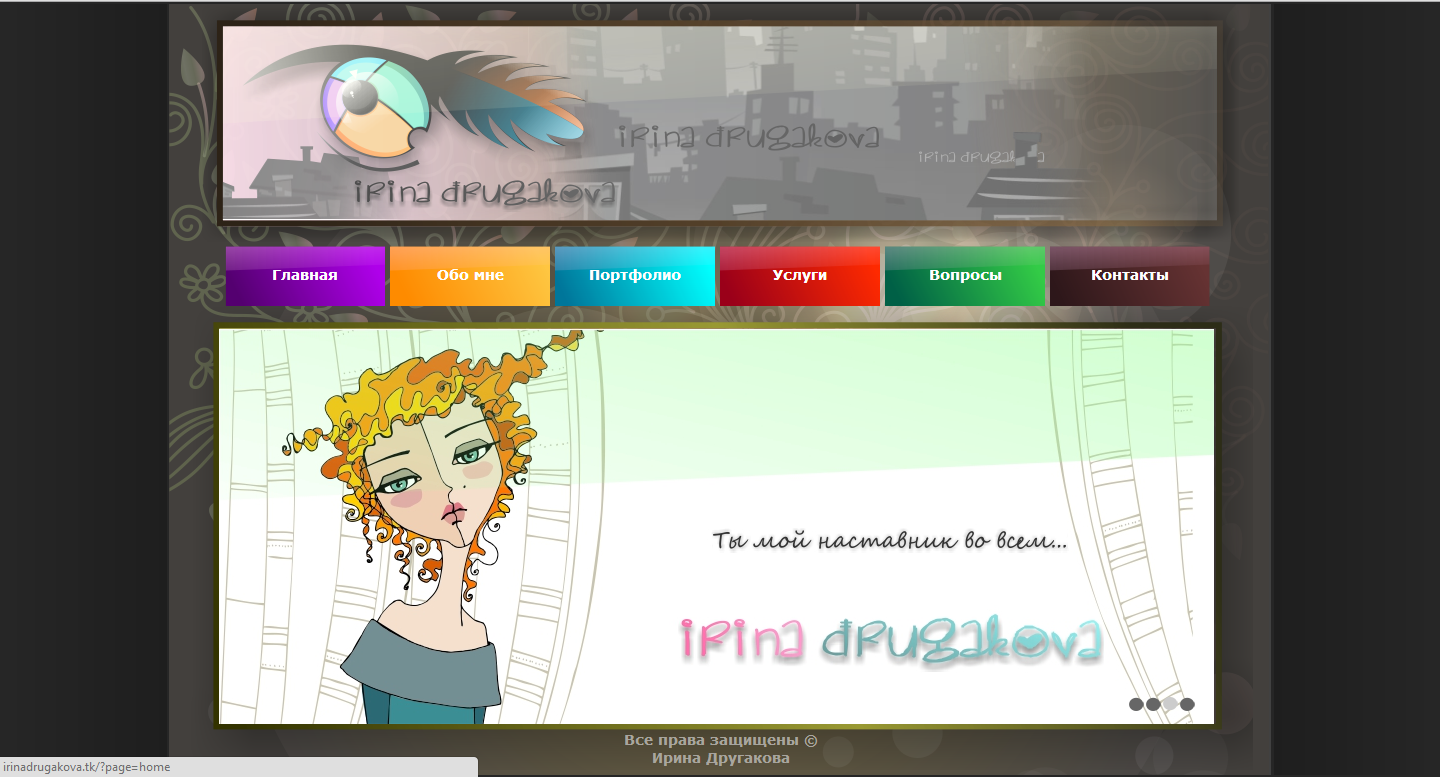 irina drugakova
irina drugakova
irina drugakova
Главная
Обо мне
Портфолио
Услуги
Вопросы
Контакты
Ты мой наставник во всем...
irina drugakova
Все права защищены ©
Ирина Другакова
irinadrugakova.tk/?page=home